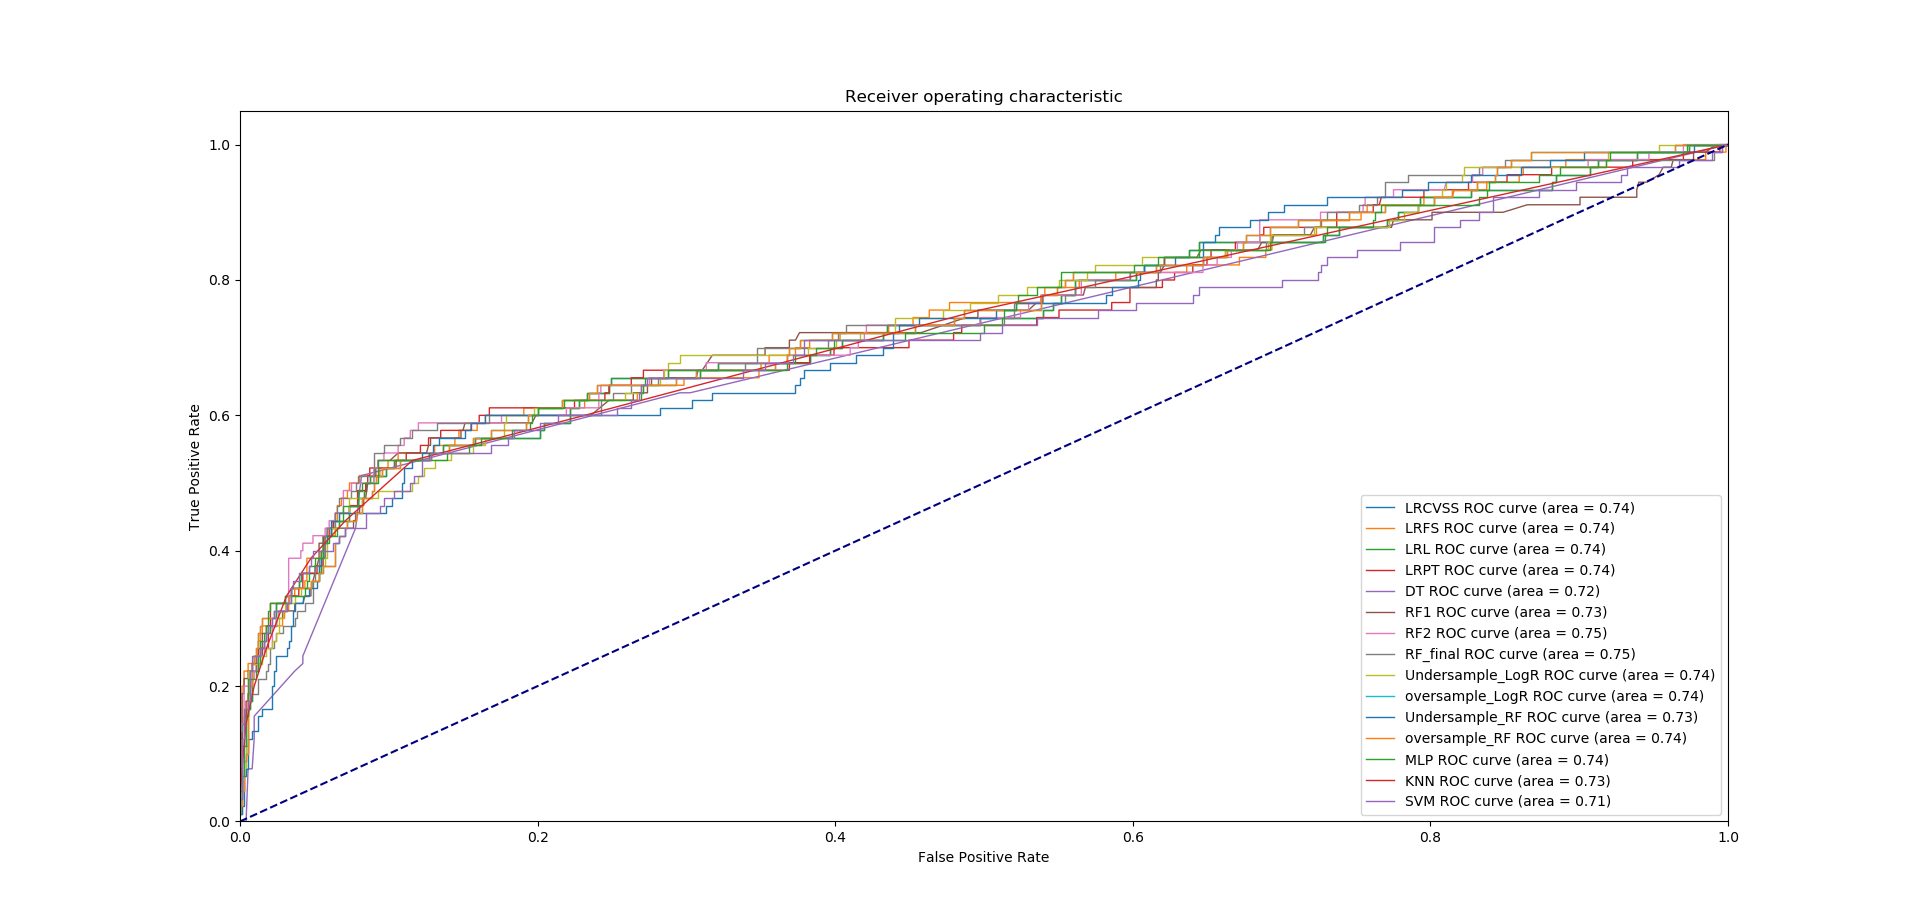 Receiver operating characteristic
1.0
0.8
0.6
0.4
0.2
0.0
True Positive Rate
LRCVSS ROC curve (area = 0.74)
LRFS ROC curve (area = 0.74)
LRL ROC curve (area = 0.74)
LRPT ROC curve (area = 0.74)
DT ROC curve (area = 0.72)
RF1 ROC curve (area = 0.73)
RF2 ROC curve (area = 0.75)
RF_final ROC curve (area = 0.75)
Undersample_LogR ROC curve (area = 0.74)
oversample_LogR ROC curve (area = 0.74)
Undersample_RF ROC curve (area = 0.73)
oversample_RF ROC curve (area = 0.74)
MLP ROC curve (area = 0.74)
KNN ROC curve (area = 0.73)
SVM ROC curve (area = 0.71)
0.0 0.2 0.4 0.6 0.8 1.0
False Positive Rate